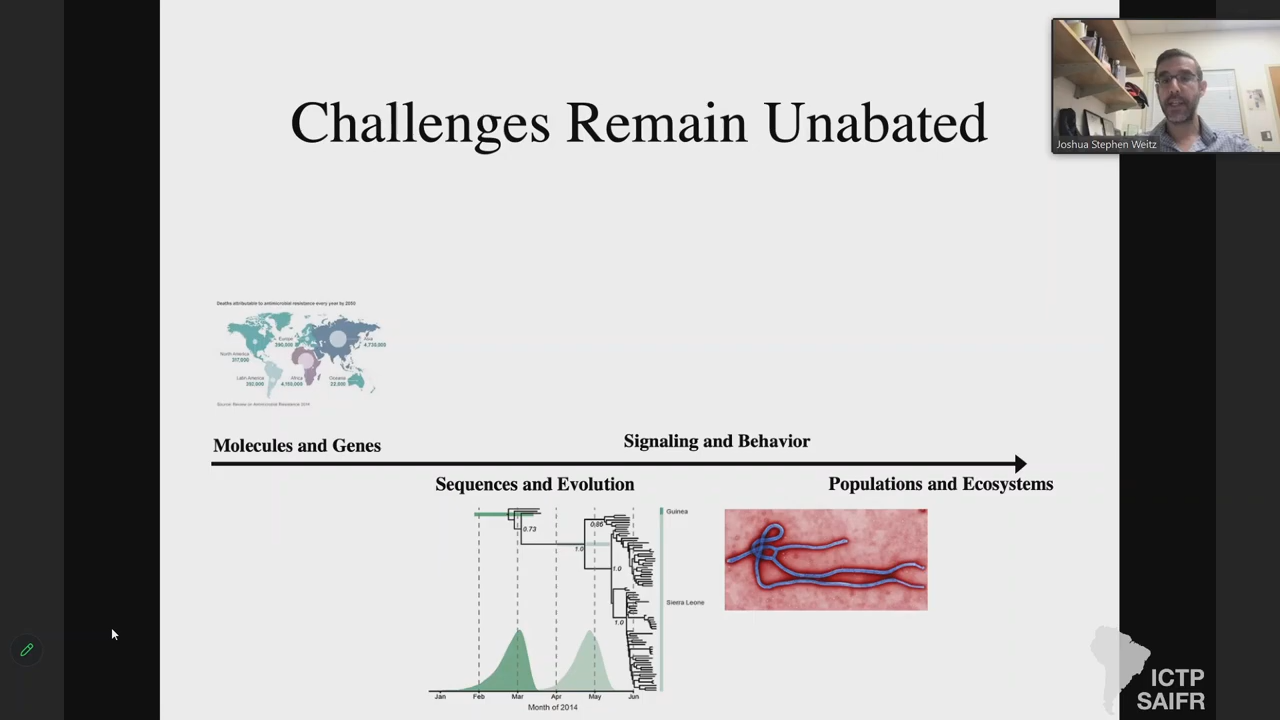 Challenges Remain Unabated
Joshua Stephen Weitz
Deaths attributable to antimicrobial resistance every year by 2050
Europe
390,000
Asia
4,730,000
North America
317,000
Latin America
392,000
Africa
4,150,000
Oceania
22,000
Source: Review on Antimicrobial Resistance 2014
Molecules and Genes
Signaling and Behavior
Sequences and Evolution
Populations and Ecosystems
Guinea
0.73
0.86
1.0
1.0
Sierra Leone
1.0
Jan Feb Mar Apr May Jun
Month of 2014
ICTP
SAIFR